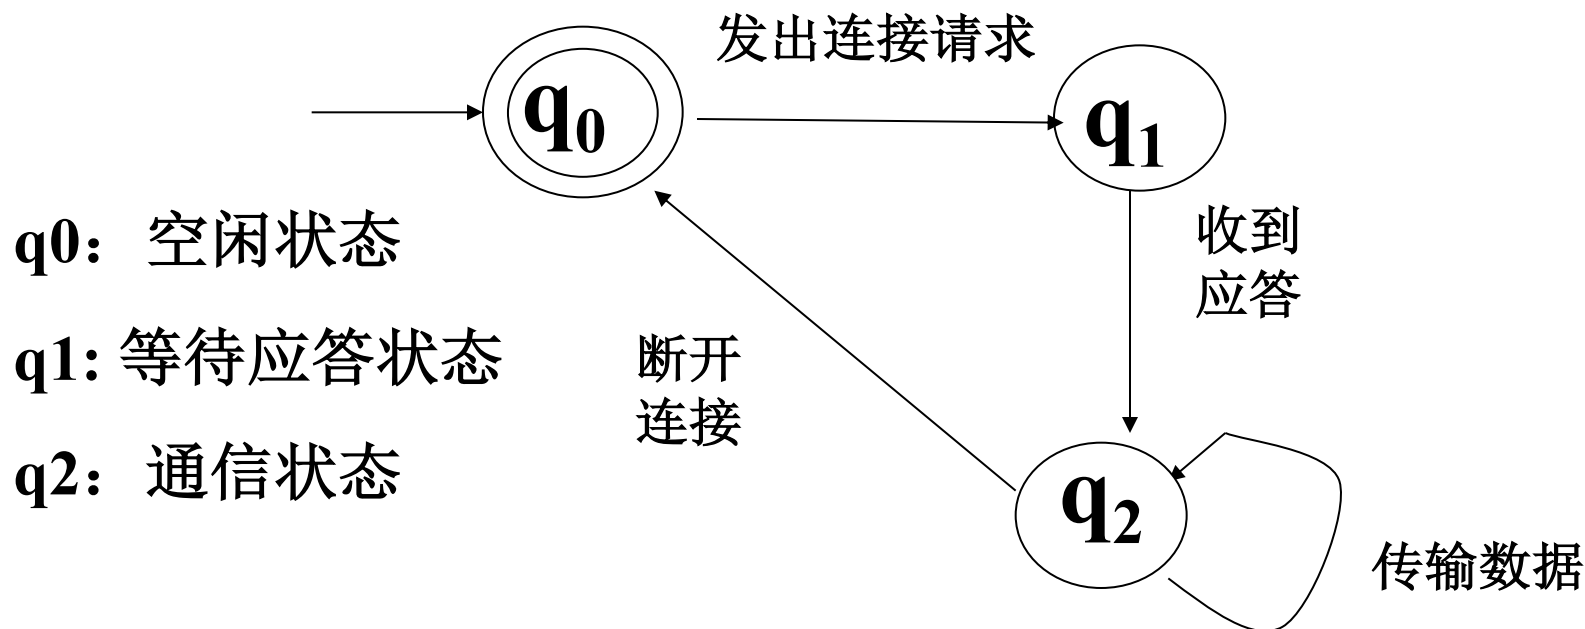 发出连接请求
q0
q1
q0：空闲状态
收到
应答
q1: 等待应答状态
断开
连接
q2：通信状态
q2
传输数据